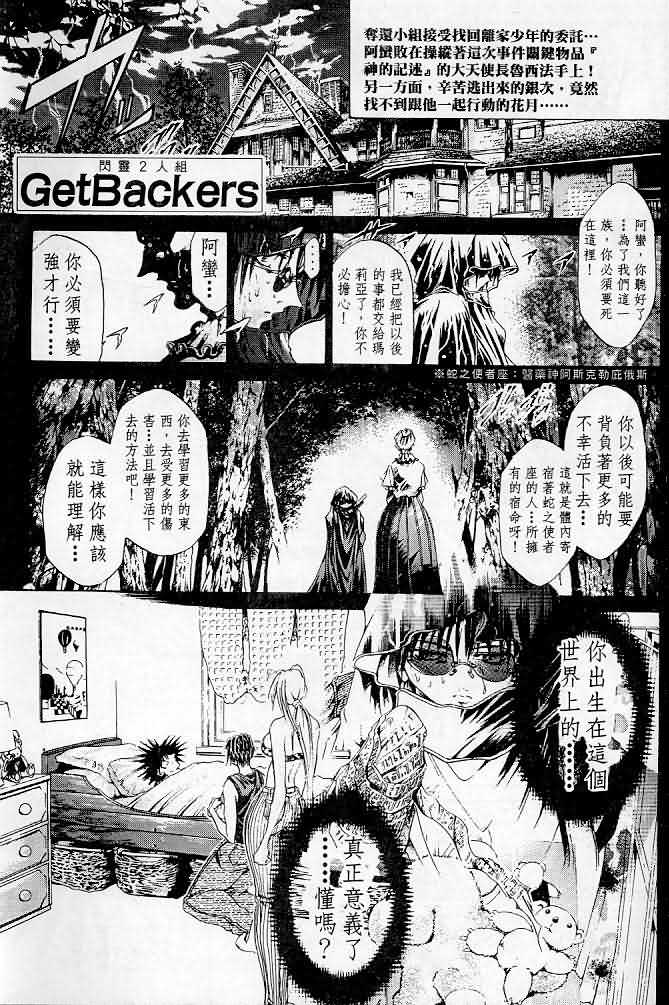 奪還小組接受找回離家少年的委託…
阿蠻敗在操縱著這次事件關鍵物品『
神的記述』的大天使長魯西法手上！
另一方面，辛苦逃出來的銀次，竟然
找不到跟他一起行動的花月……
閃靈２人組
GetBackers
阿蠻，你聽好了
…為了我們這一
族，你必須要死
在這裡！
我已經把以後
的事都交給瑪
莉亞了，你不
必擔心！
…
阿蠻
……
你必須要變
強才行……
※蛇之使者座：醫藥神阿斯克勒庇俄斯
你以後可能要
背負著更多的
不幸活下去…
這就是體內寄
宿著蛇之使者
座的人…所擁
有的宿命呀！
你去學習更多的東
西，去受更多的傷
害…並且學習活下
去的方法吧！
這樣你應該
就能理解…
你出生在這個
世界上的……
真正意義了
……懂嗎？